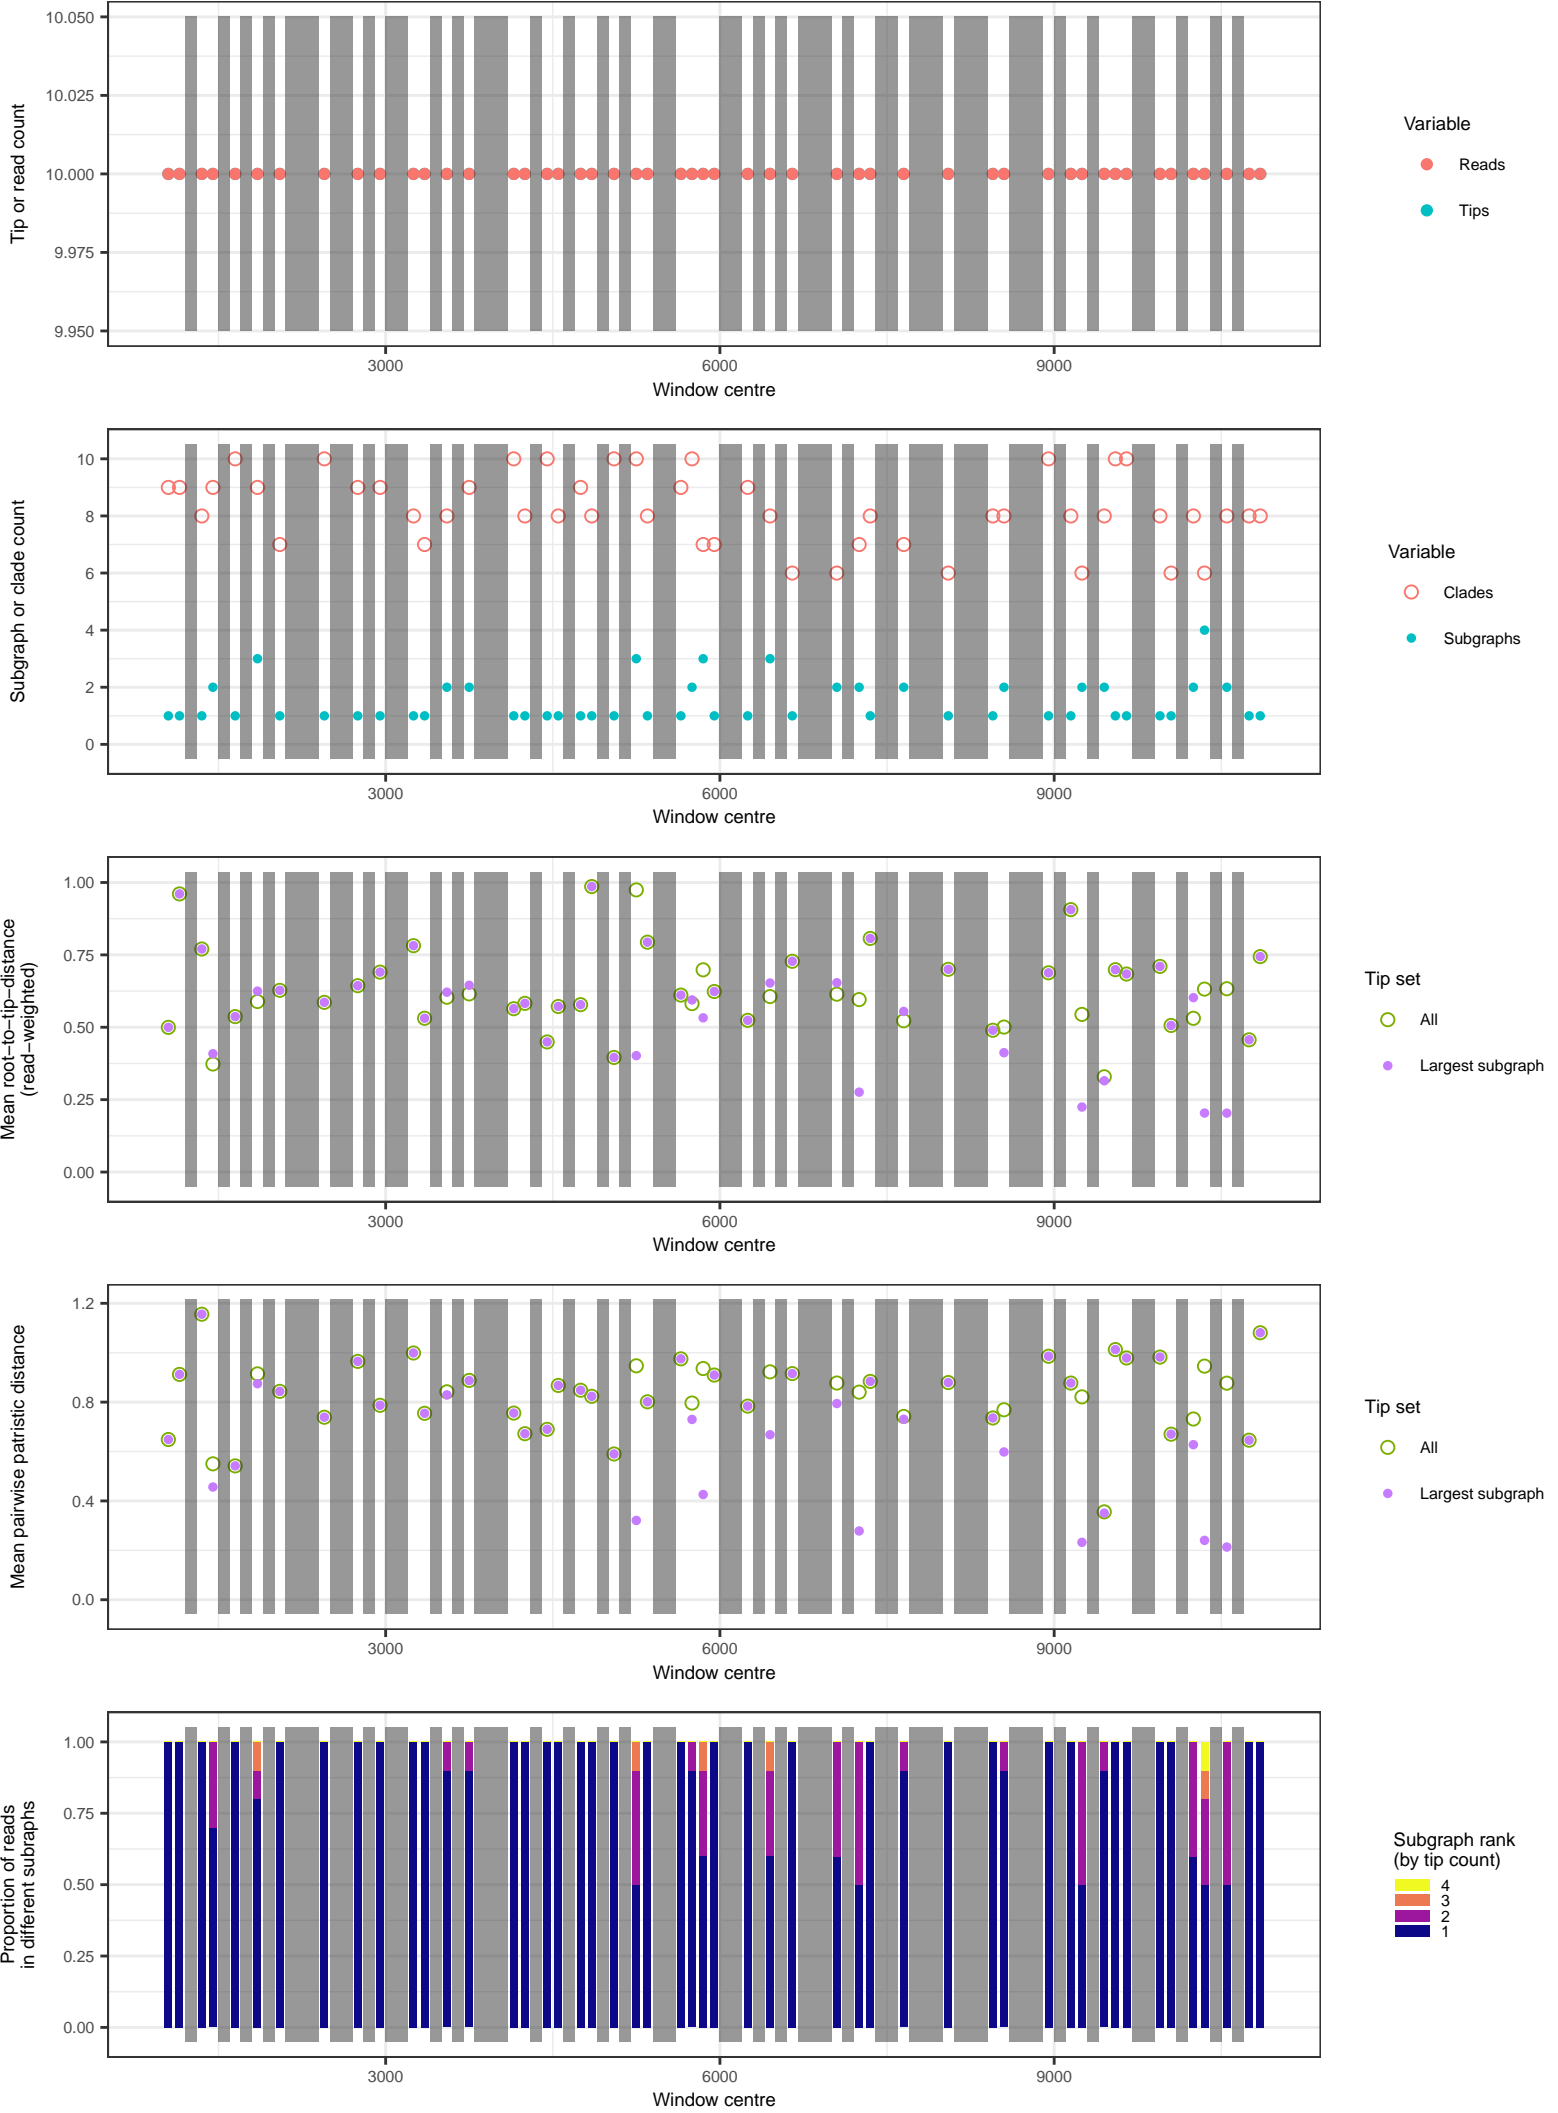 10.050
10.025
10.000
9.975
9.950
Tip or read count
3000 6000 9000
Window centre
Variable
Reads
Tips
10
8
6
4
2
0
Subgraph or clade count
3000 6000 9000
Window centre
Variable
Clades
Subgraphs
1.00
0.75
0.50
0.25
0.00
Mean root−to−tip−distance
(read−weighted)
3000 6000 9000
Window centre
Tip set
All
Largest subgraph
1.2
0.8
0.4
0.0
Mean pairwise patristic distance
3000 6000 9000
Window centre
Tip set
All
Largest subgraph
1.00
0.75
0.50
0.25
0.00
Proportion of reads
in different subraphs
3000 6000 9000
Window centre
Subgraph rank
(by tip count)
4
3
2
1